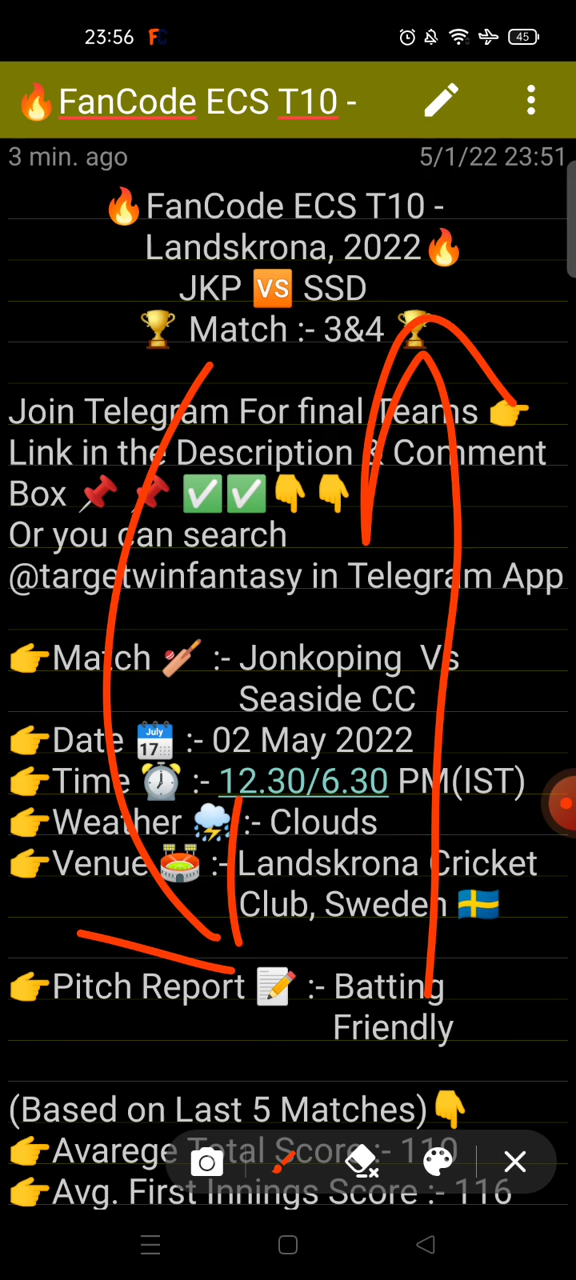 23:56
45
🔥FanCode ECS T10 -
3 min. ago
5/1/22 23:51
🔥FanCode ECS T10 -
Landskrona, 2022🔥
JKP 🆚 SSD
🏆 Match :- 3&4 🏆
Join Telegram For final Teams 👉
Link in the Description & Comment
Box 📌 📌 ✅✅👇👇
Or you can search
@targetwinfantasy in Telegram App
👉Match 🏏 :- Jonkoping Vs
Seaside CC
👉Date 📅 :- 02 May 2022
👉Time ⏰ :- 12.30/6.30 PM(IST)
👉Weather ⛈ :- Clouds
👉Venue 🏟 :- Landskrona Cricket
Club, Sweden 🇸🇪
👉Pitch Report 📝 :- Batting
Friendly
(Based on Last 5 Matches)👇
👉Avarege Total Score :- 110
👉Avg. First Innings Score :- 116